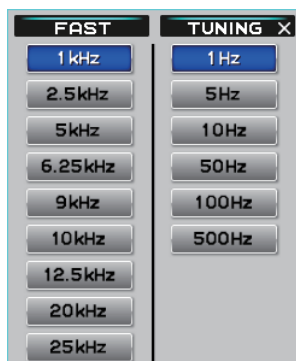 FAST TUNING X
1kHz 1Hz
2.5kHz 5Hz
5kHz 10Hz
6.25kHz 50Hz
9kHz 100Hz
10kHz 500Hz
12.5kHz
20kHz
25kHz